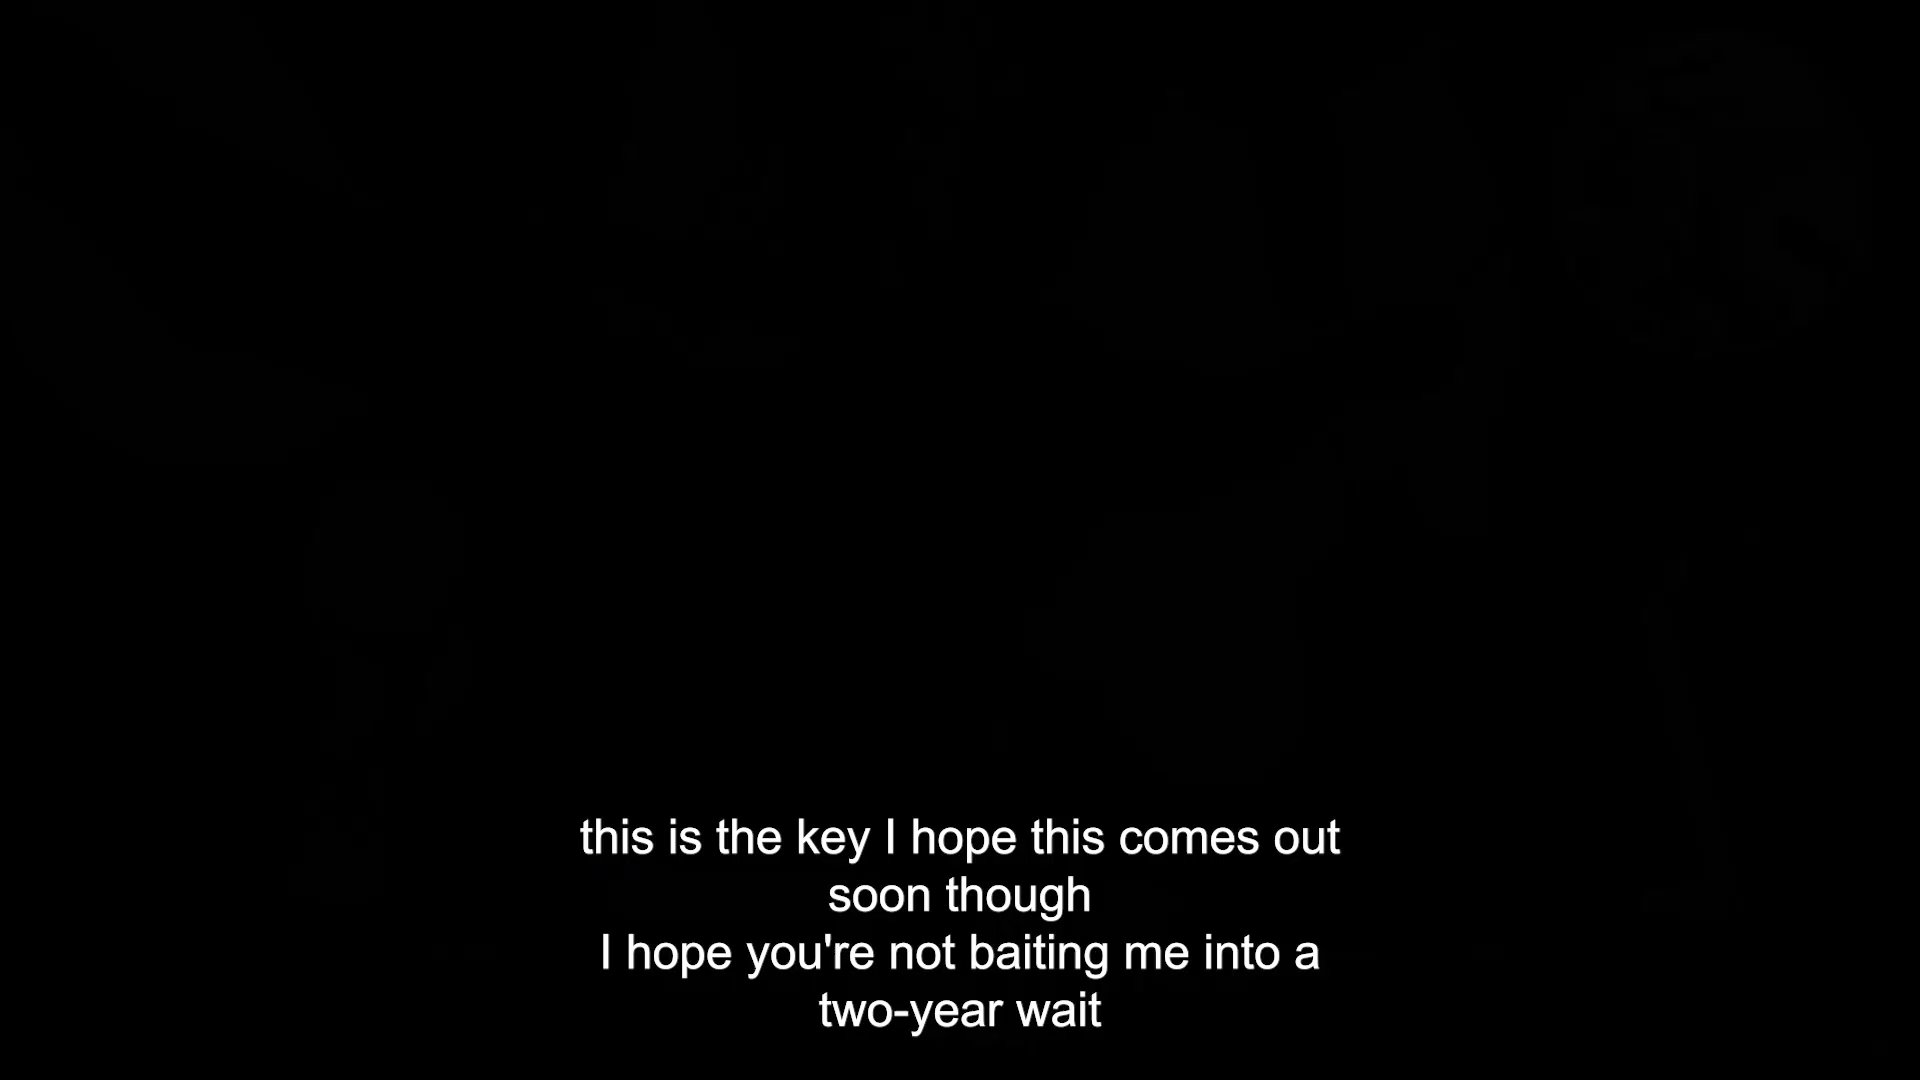 this is the key I hope this comes out
soon though
I hope you're not baiting me into a
two-year wait